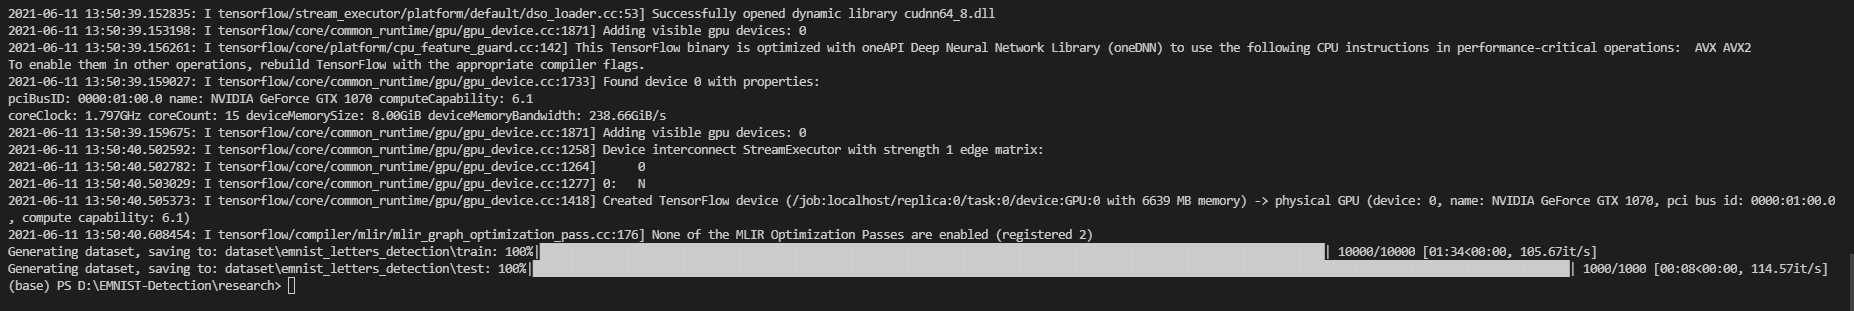 2021-06-11 13:50:39.152835: I tensorflow/stream_executor/platform/default/dso_loader.cc:53] Successfully opened dynamic library cudnn64_8.dll
2021-06-11 13:50:39.153198: I tensorflow/core/common_runtime/gpu/gpu_device.cc:1871] Adding visible gpu devices: 0
2021-06-11 13:50:39.156261: I tensorflow/core/platform/cpu_feature_guard.cc:142] This TensorFlow binary is optimized with oneAPI Deep Neural Network Library (oneDNN) to use the following CPU instructions in performance-critical operations:  AVX AVX2
To enable them in other operations, rebuild TensorFlow with the appropriate compiler flags.
2021-06-11 13:50:39.159027: I tensorflow/core/common_runtime/gpu/gpu_device.cc:1733] Found device 0 with properties:
pciBusID: 0000:01:00.0 name: NVIDIA GeForce GTX 1070 computeCapability: 6.1
coreClock: 1.797GHz coreCount: 15 deviceMemorySize: 8.00GiB deviceMemoryBandwidth: 238.66GiB/s
2021-06-11 13:50:39.159675: I tensorflow/core/common_runtime/gpu/gpu_device.cc:1871] Adding visible gpu devices: 0
2021-06-11 13:50:40.502592: I tensorflow/core/common_runtime/gpu/gpu_device.cc:1258] Device interconnect StreamExecutor with strength 1 edge matrix:
2021-06-11 13:50:40.502782: I tensorflow/core/common_runtime/gpu/gpu_device.cc:1264]      0
2021-06-11 13:50:40.503029: I tensorflow/core/common_runtime/gpu/gpu_device.cc:1277] 0:   N
2021-06-11 13:50:40.505373: I tensorflow/core/common_runtime/gpu/gpu_device.cc:1418] Created TensorFlow device (/job:localhost/replica:0/task:0/device:GPU:0 with 6639 MB memory) -> physical GPU (device: 0, name: NVIDIA GeForce GTX 1070, pci bus id: 0000:01:00.0
, compute capability: 6.1)
2021-06-11 13:50:40.608454: I tensorflow/compiler/mlir/mlir_graph_optimization_pass.cc:176] None of the MLIR Optimization Passes are enabled (registered 2)
Generating dataset, saving to: dataset\emnist_letters_detection\train: 100%| | 10000/10000 [01:34<00:00, 105.67it/s]
Generating dataset, saving to: dataset\emnist_letters_detection\test: 100%| | 1000/1000 [00:08<00:00, 114.57it/s]
(base) PS D:\EMNIST-Detection\research>